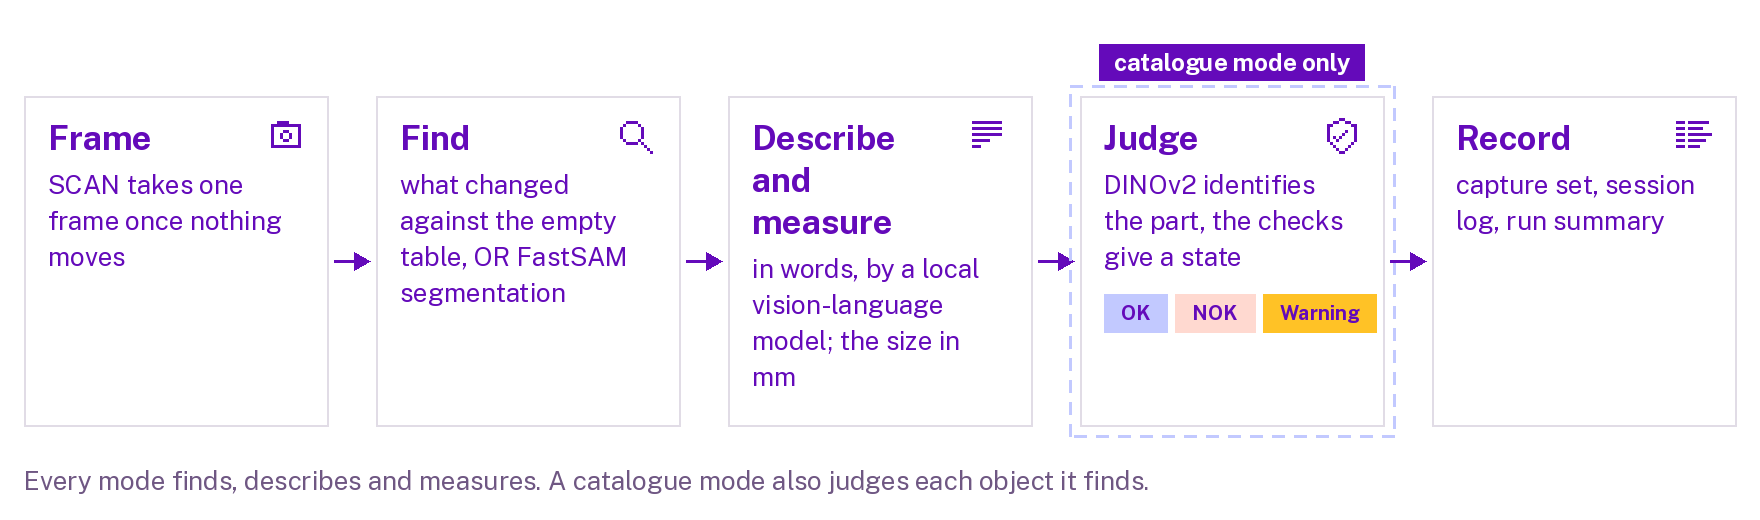 catalogue mode only
Frame
SCAN takes one
frame once nothing
moves
Find
what changed
against the empty
table, OR FastSAM
segmentation
Describe
and
measure
in words, by a local
vision-language
model; the size in
mm
Judge
DINOv2 identifies
the part, the checks
give a state
OK NOK Warning
Record
capture set, session
log, run summary
Every mode finds, describes and measures. A catalogue mode also judges each object it finds.